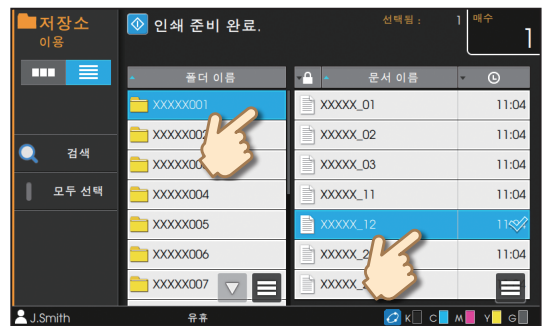 저장소
이용
인쇄 준비 완료.
선택됨 : 1
매수
1
폴더 이름
문서 이름
XXXXX001
XXXXX_01 11:04
XXXXX002
XXXXX_02 11:04
검색
XXXXX_03 11:04
모두 선택
XXXXX004
XXXXX_11 11:04
XXXXX005
XXXXX_12
XXXXX006
11:04
XXXXX007
J.Smith
유휴
K C M Y G